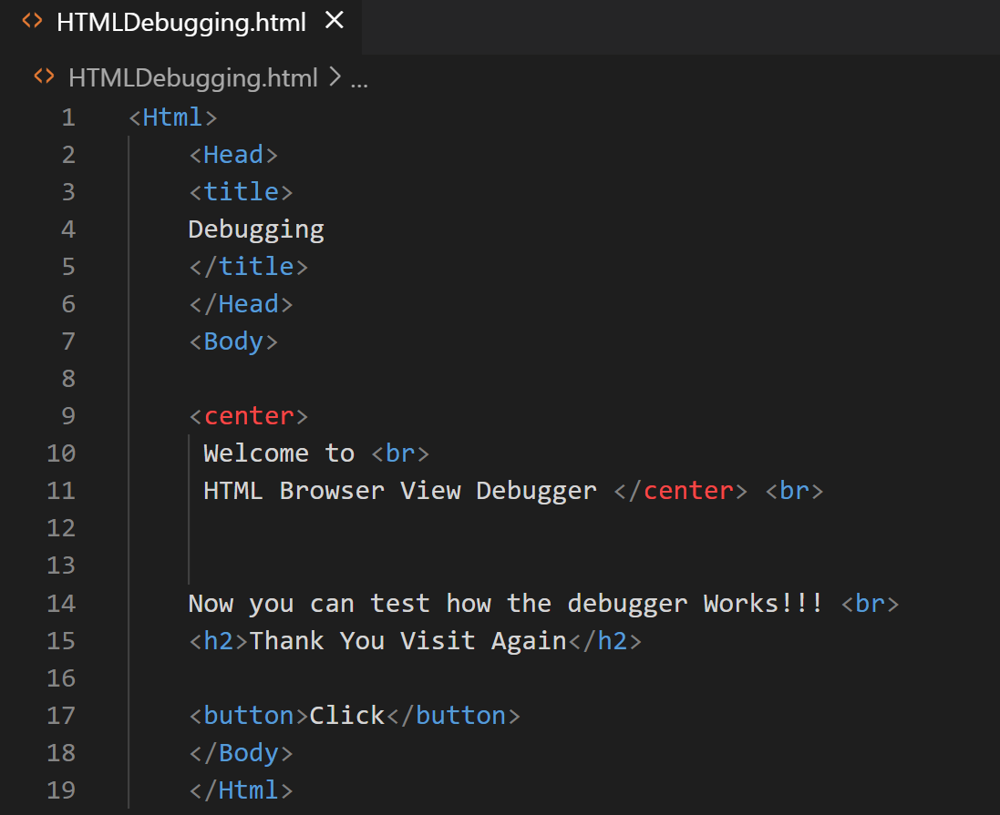 HTMLDebugging.html
HTMLDebugging.html > ...
1 <Html>
2 <Head>
3 <title>
4 Debugging
5 </title>
6 </Head>
7 <Body>
8
9 <center>
10 Welcome to <br>
11 HTML Browser View Debugger </center> <br>
12
13
14 Now you can test how the debugger Works!!! <br>
15 <h2>Thank You Visit Again</h2>
16
17 <button>Click</button>
18 </Body>
19 </Html>